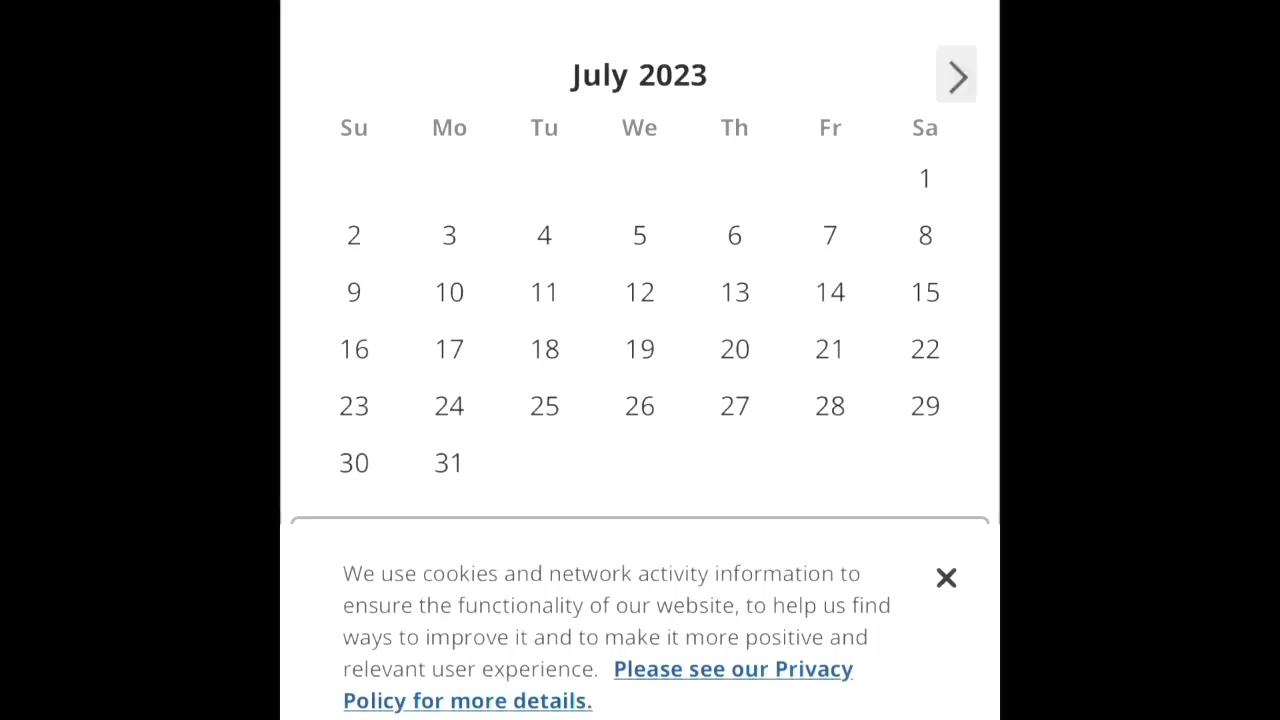 July 2023
Su Mo Tu We Th Fr Sa
1
2 3 4 5 6 7 8
9 10 11 12 13 14 15
16 17 18 19 20 21 22
23 24 25 26 27 28 29
30 31
We use cookies and network activity information to
ensure the functionality of our website, to help us find
ways to improve it and to make it more positive and
relevant user experience. Please see our Privacy
Policy for more details.